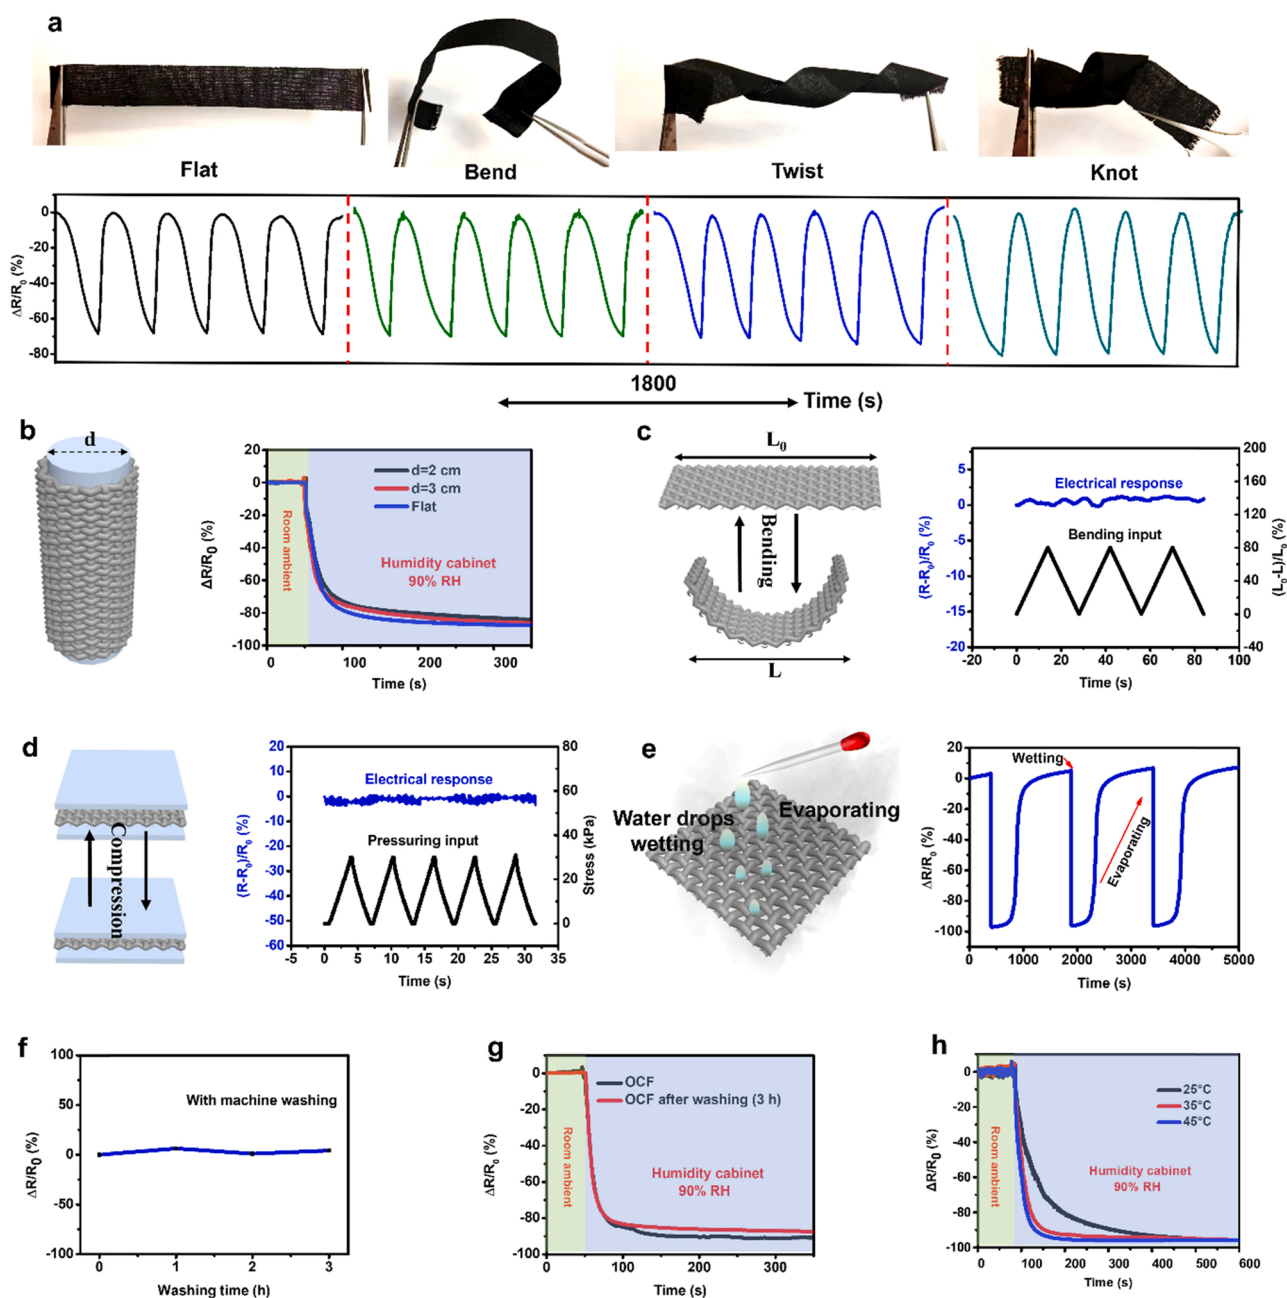 a
Flat
Bend
Twist
Knot
0
-20
-40
-60
-80
ΔR/R0 (%)
1800
Time (s)
b
d
20
0
-20
-40
-60
-80
-100
ΔR/R0 (%)
d=2 cm
d=3 cm
Flat
Room ambient
Humidity cabinet
90% RH
0
100
200
300
Time (s)
c
L0
Bending
L
5
0
-5
-10
-15
-20
(R-R0)/R0 (%)
Electrical response
Bending input
200
160
120
80
40
0
-40
(L0-L)/L0 (%)
-20
0
20
40
60
80
100
Time (s)
d
Compression
20
10
0
-10
-20
-30
-40
-50
-60
(R-R0)/R0 (%)
Electrical response
Pressuring input
80
60
40
20
0
Stress (kPa)
-5
0
5
10
15
20
25
30
35
Time (s)
e
Water drops
wetting
Evaporating
20
0
-20
-40
-60
-80
-100
ΔR/R0 (%)
Wetting
Evaporating
0
1000
2000
3000
4000
5000
Time (s)
f
100
50
0
-50
-100
ΔR/R0 (%)
With machine washing
0
1
2
3
Washing time (h)
g
0
-20
-40
-60
-80
-100
ΔR/R0 (%)
OCF
OCF after washing (3 h)
Room ambient
Humidity cabinet
90% RH
0
100
200
300
Time (s)
h
0
-20
-40
-60
-80
-100
ΔR/R0 (%)
25°C
35°C
45°C
Room ambient
Humidity cabinet
90% RH
0
100
200
300
400
500
600
Time (s)